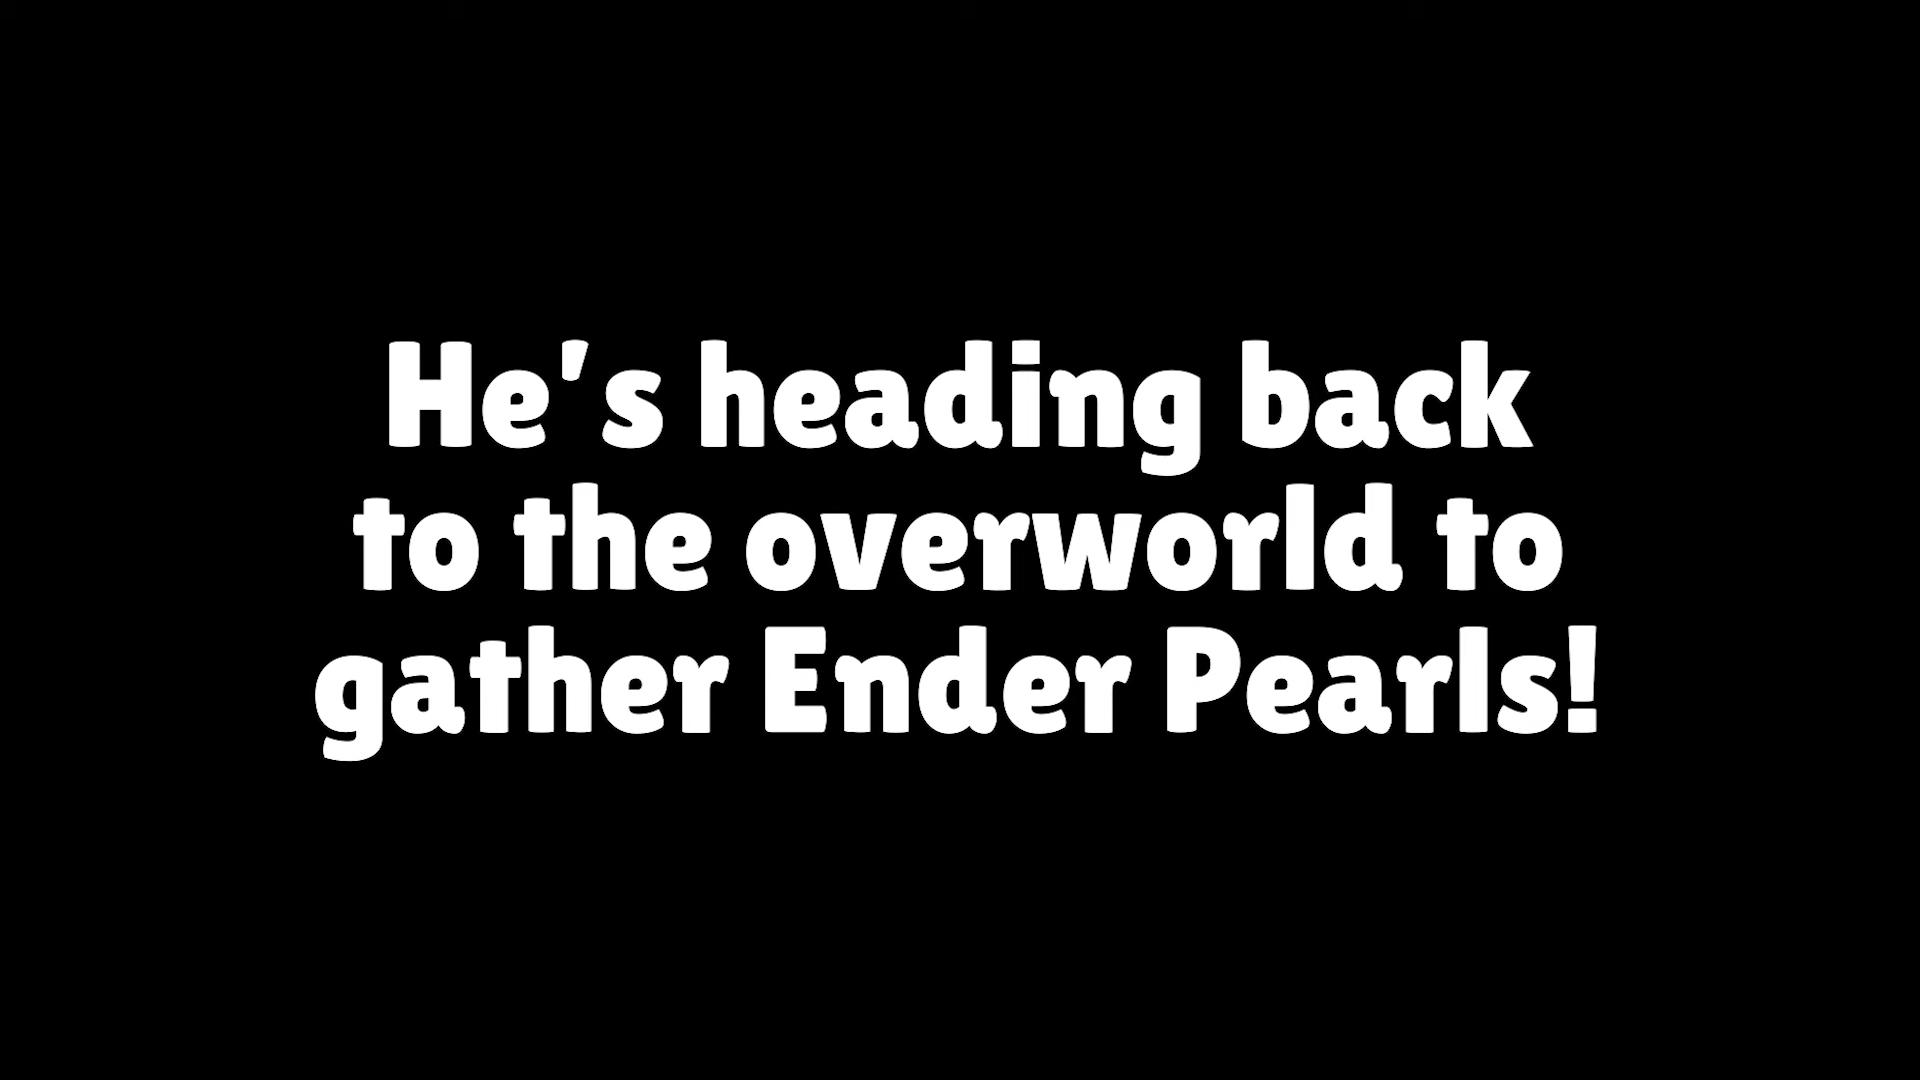 He's heading back
to the overworld to
gather Ender Pearls!